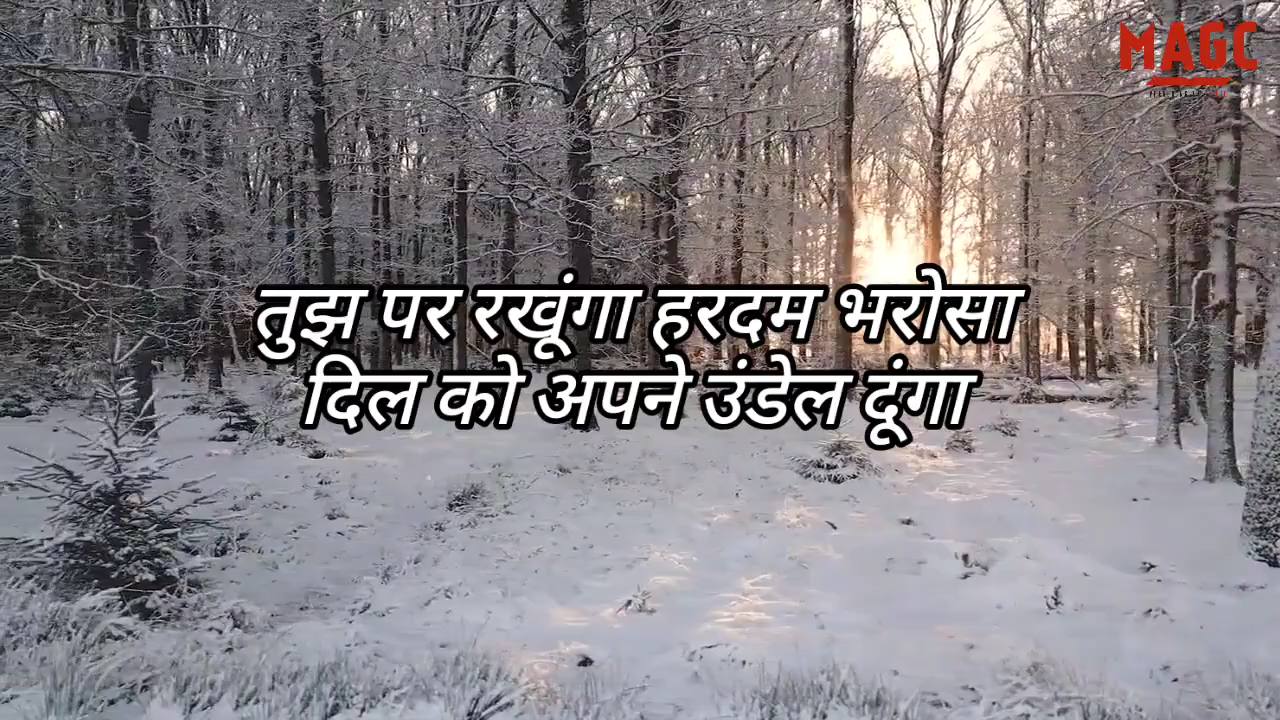 MAGC
तुझ पर रखूंगा हरदम भरोसा
दिल को अपने उंडेल दूंगा